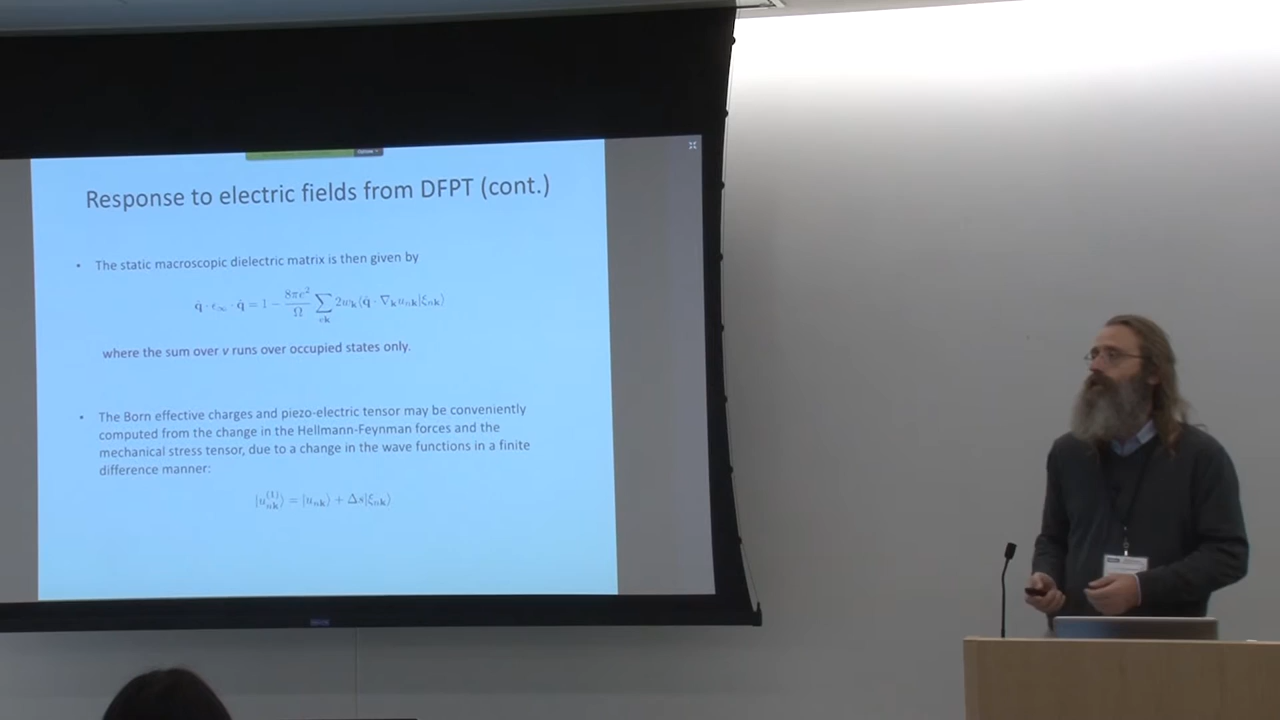 Response to electric fields from DFPT (cont.)
• The static macroscopic dielectric matrix is then given by
q̂ · ε∞ · q̂ = 1 − 8πe²/Ω ∑vk 2wk⟨q̂ · ∇k unk|ξnk⟩
where the sum over v runs over occupied states only.
• The Born effective charges and piezo-electric tensor may be conveniently
computed from the change in the Hellmann-Feynman forces and the
mechanical stress tensor, due to a change in the wave functions in a finite
difference manner:
|u(1)nk⟩ = |unk⟩ + Δs|ξnk⟩